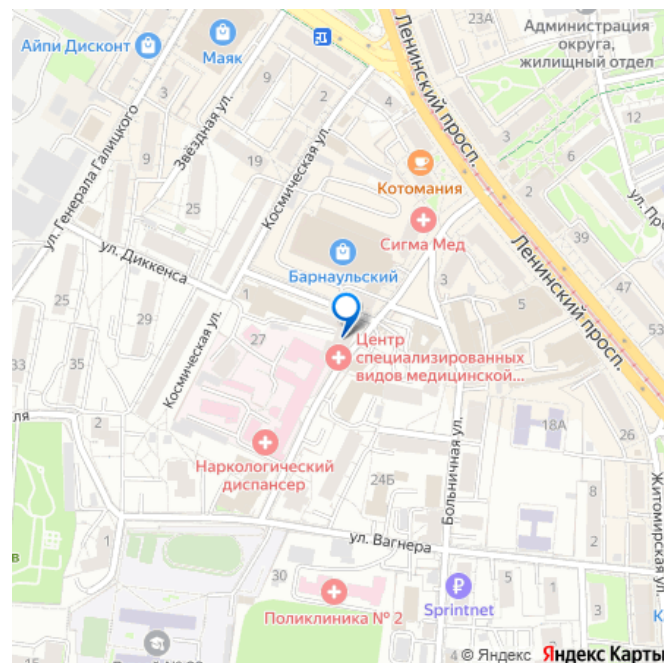 23А
Администрация
округа,
жилищный отдел
Айпи Дисконт
Маяк
24
9
2
4
3
12
Ленинский просп.
6
ул. Генерала Галицкого
Звёздная ул.
9
19
Космическая ул.
Котомания
2
32
39
25
Сигма Мед
ул. Диккенса
Барнаульский
Ленинский просп.
47
53
25
29
1
3
5
33
35
27
Космическая ул.
Центр
специализированных
видов медицинской...
Больничная ул.
18А
26
Наркологический
диспансер
24Б
8
Житомирская ул.
ул. Вагнера
2
30
Поликлиника № 2
Sprintnet
5
1
4
© Яндекс Яндекс Карты